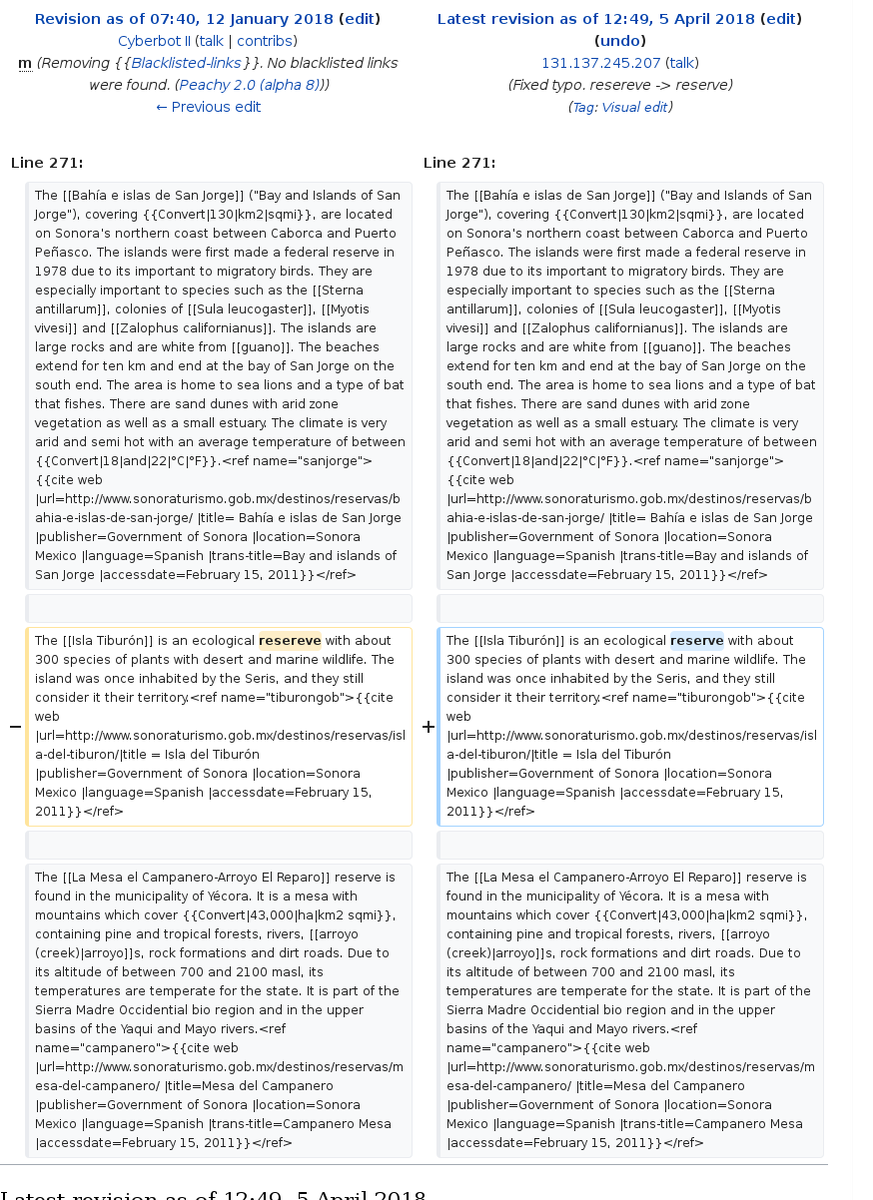 Revision as of 07:40, 12 January 2018 (edit)
Cyberbot II (talk | contribs)
m (Removing {{Blacklisted-links}}. No blacklisted links
were found. (Peachy 2.0 (alpha 8)))
← Previous edit
Latest revision as of 12:49, 5 April 2018 (edit)
(undo)
131.137.245.207 (talk)
(Fixed typo. resereve -> reserve)
(Tag: Visual edit)
Line 271:
Line 271:
The [[Bahía e islas de San Jorge]] ("Bay and Islands of San
Jorge"), covering {{Convert|130|km2|sqmi}}, are located
on Sonora's northern coast between Caborca and Puerto
Peñasco. The islands were first made a federal reserve in
1978 due to its important to migratory birds. They are
especially important to species such as the [[Sterna
antillarum]], colonies of [[Sula leucogaster]], [[Myotis
vivesi]] and [[Zalophus californianus]]. The islands are
large rocks and are white from [[guano]]. The beaches
extend for ten km and end at the bay of San Jorge on the
south end. The area is home to sea lions and a type of bat
that fishes. There are sand dunes with arid zone
vegetation as well as a small estuary. The climate is very
arid and semi hot with an average temperature of between
{{Convert|18|and|22|°C|°F}}.<ref name="sanjorge">
{{cite web
|url=http://www.sonoraturismo.gob.mx/destinos/reservas/b
ahia-e-islas-de-san-jorge/ |title= Bahía e islas de San Jorge
|publisher=Government of Sonora |location=Sonora
Mexico |language=Spanish |trans-title=Bay and islands of
San Jorge |accessdate=February 15, 2011}}</ref>
The [[Bahía e islas de San Jorge]] ("Bay and Islands of San
Jorge"), covering {{Convert|130|km2|sqmi}}, are located
on Sonora's northern coast between Caborca and Puerto
Peñasco. The islands were first made a federal reserve in
1978 due to its important to migratory birds. They are
especially important to species such as the [[Sterna
antillarum]], colonies of [[Sula leucogaster]], [[Myotis
vivesi]] and [[Zalophus californianus]]. The islands are
large rocks and are white from [[guano]]. The beaches
extend for ten km and end at the bay of San Jorge on the
south end. The area is home to sea lions and a type of bat
that fishes. There are sand dunes with arid zone
vegetation as well as a small estuary. The climate is very
arid and semi hot with an average temperature of between
{{Convert|18|and|22|°C|°F}}.<ref name="sanjorge">
{{cite web
|url=http://www.sonoraturismo.gob.mx/destinos/reservas/b
ahia-e-islas-de-san-jorge/ |title= Bahía e islas de San Jorge
|publisher=Government of Sonora |location=Sonora
Mexico |language=Spanish |trans-title=Bay and islands of
San Jorge |accessdate=February 15, 2011}}</ref>
−
The [[Isla Tiburón]] is an ecological resereve with about
300 species of plants with desert and marine wildlife. The
island was once inhabited by the Seris, and they still
consider it their territory.<ref name="tiburongob">{{cite
web
|url=http://www.sonoraturismo.gob.mx/destinos/reservas/isl
a-del-tiburon/|title = Isla del Tiburón
|publisher=Government of Sonora |location=Sonora
Mexico |language=Spanish |accessdate=February 15,
2011}}</ref>
+
The [[Isla Tiburón]] is an ecological reserve with about
300 species of plants with desert and marine wildlife. The
island was once inhabited by the Seris, and they still
consider it their territory.<ref name="tiburongob">{{cite
web
|url=http://www.sonoraturismo.gob.mx/destinos/reservas/isl
a-del-tiburon/|title = Isla del Tiburón
|publisher=Government of Sonora |location=Sonora
Mexico |language=Spanish |accessdate=February 15,
2011}}</ref>
The [[La Mesa el Campanero-Arroyo El Reparo]] reserve is
found in the municipality of Yécora. It is a mesa with
mountains which cover {{Convert|43,000|ha|km2 sqmi}},
containing pine and tropical forests, rivers, [[arroyo
(creek)|arroyo]]s, rock formations and dirt roads. Due to
its altitude of between 700 and 2100 masl, its
temperatures are temperate for the state. It is part of the
Sierra Madre Occidential bio region and in the upper
basins of the Yaqui and Mayo rivers.<ref
name="campanero">{{cite web
|url=http://www.sonoraturismo.gob.mx/destinos/reservas/m
esa-del-campanero/ |title=Mesa del Campanero
|publisher=Government of Sonora |location=Sonora
Mexico |language=Spanish |trans-title=Campanero Mesa
|accessdate=February 15, 2011}}</ref>
The [[La Mesa el Campanero-Arroyo El Reparo]] reserve is
found in the municipality of Yécora. It is a mesa with
mountains which cover {{Convert|43,000|ha|km2 sqmi}},
containing pine and tropical forests, rivers, [[arroyo
(creek)|arroyo]]s, rock formations and dirt roads. Due to
its altitude of between 700 and 2100 masl, its
temperatures are temperate for the state. It is part of the
Sierra Madre Occidential bio region and in the upper
basins of the Yaqui and Mayo rivers.<ref
name="campanero">{{cite web
|url=http://www.sonoraturismo.gob.mx/destinos/reservas/m
esa-del-campanero/ |title=Mesa del Campanero
|publisher=Government of Sonora |location=Sonora
Mexico |language=Spanish |trans-title=Campanero Mesa
|accessdate=February 15, 2011}}</ref>
Latest revision as of 12:49, 5 April 2018